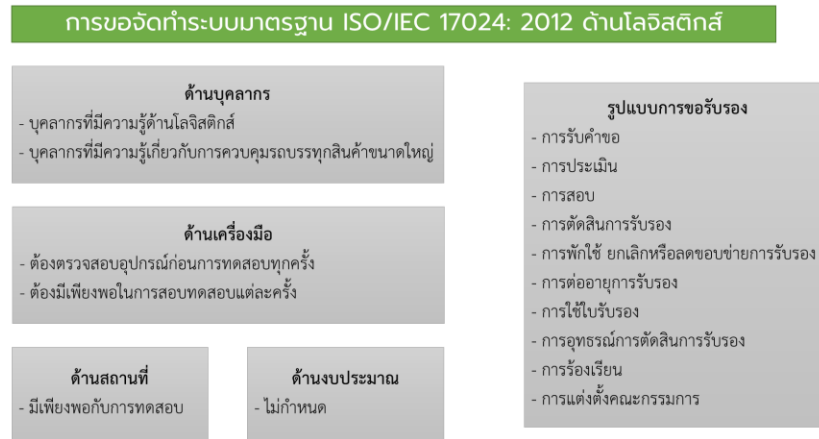 การขอจัดทำระบบมาตรฐาน ISO/IEC 17024: 2012 ด้านโลจิสติกส์
ด้านบุคลากร
- บุคลากรที่มีความรู้ด้านโลจิสติกส์
- บุคลากรที่มีความรู้เกี่ยวกับการควบคุมรถบรรทุกสินค้าขนาดใหญ่
ด้านเครื่องมือ
- ต้องตรวจสอบอุปกรณ์ก่อนการทดสอบทุกครั้ง
- ต้องมีเพียงพอในการสอบทดสอบแต่ละครั้ง
ด้านสถานที่
- มีเพียงพอกับการทดสอบ
ด้านงบประมาณ
- ไม่กำหนด
รูปแบบการขอรับรอง
- การรับคำขอ
- การประเมิน
- การสอบ
- การตัดสินการรับรอง
- การพักใช้ ยกเลิกหรือลดขอบข่ายการรับรอง
- การต่ออายุการรับรอง
- การใช้ใบรับรอง
- การอุทธรณ์การตัดสินการรับรอง
- การร้องเรียน
- การแต่งตั้งคณะกรรมการ